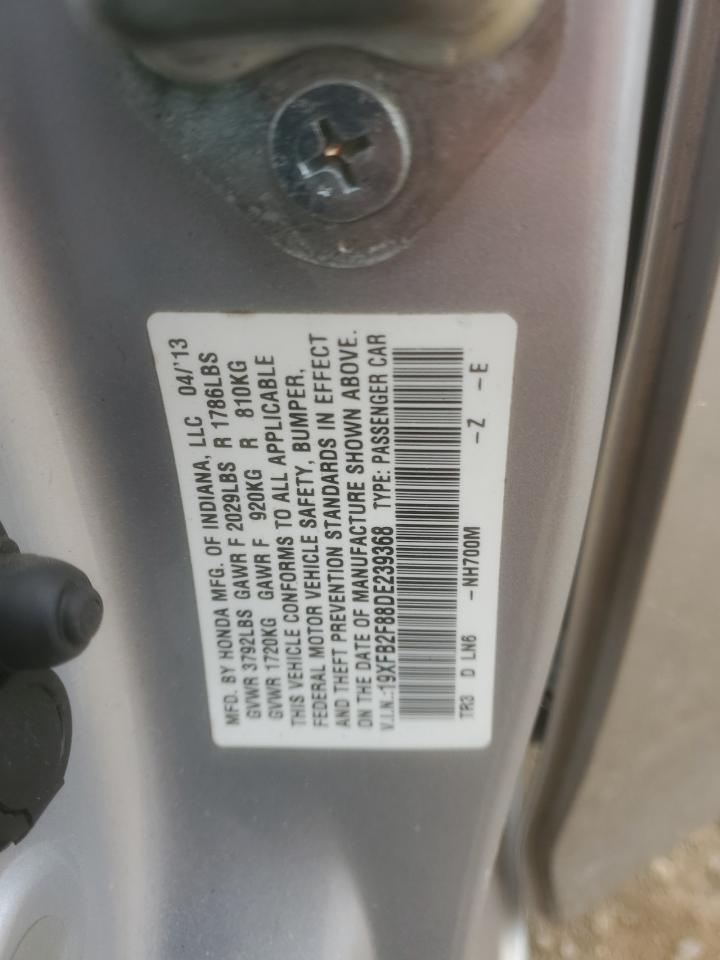 MFD. BY HONDA MFG. OF INDIANA, LLC 04/'13
GVWR 3792LBS GAWR F 2029LBS R 1786LBS
GVWR 1720KG GAWR F 920KG R 810KG
THIS VEHICLE CONFORMS TO ALL APPLICABLE
FEDERAL MOTOR VEHICLE SAFETY, BUMPER,
AND THEFT PREVENTION STANDARDS IN EFFECT
ON THE DATE OF MANUFACTURE SHOWN ABOVE.
V.I.N.-19XFB2F88DE239368 TYPE: PASSENGER CAR
TR3 D LN6 -NH700M -Z -E